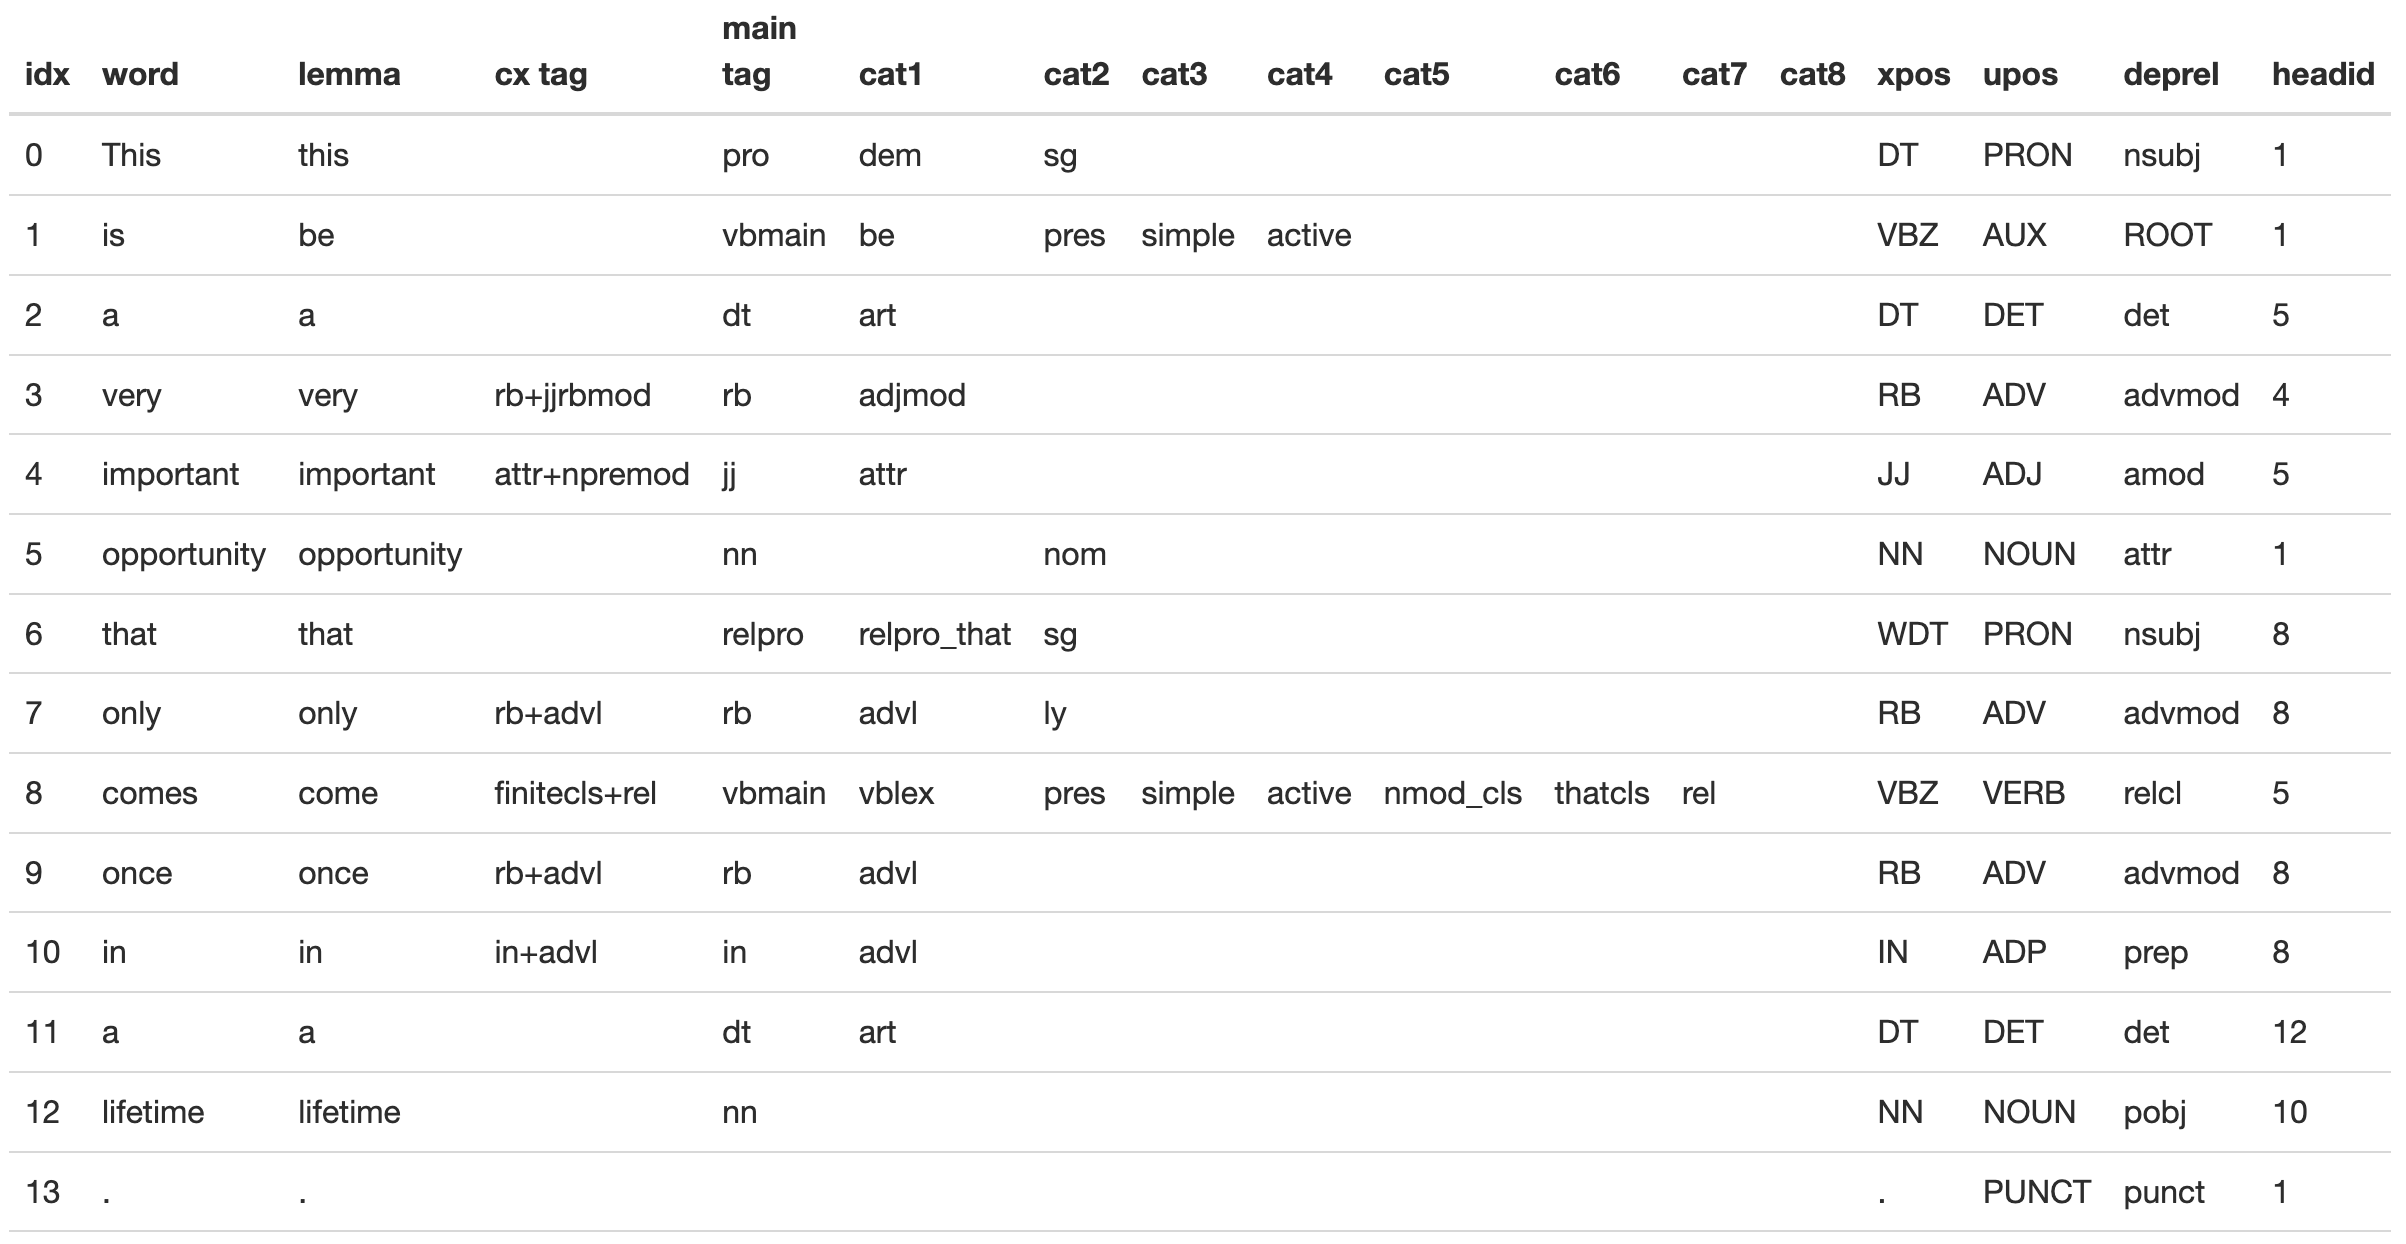 idx word lemma cx tag main tag cat1 cat2 cat3 cat4 cat5 cat6 cat7 cat8 xpos upos deprel headid
0 This this pro dem sg DT PRON nsubj 1
1 is be vbmain be pres simple active VBZ AUX ROOT 1
2 a a dt art DT DET det 5
3 very very rb+jjrbmod rb adjmod RB ADV advmod 4
4 important important attr+npremod jj attr JJ ADJ amod 5
5 opportunity opportunity nn nom NN NOUN attr 1
6 that that relpro relpro_that sg WDT PRON nsubj 8
7 only only rb+advl rb advl ly RB ADV advmod 8
8 comes come finitecls+rel vbmain vblex pres simple active nmod_cls thatcls rel VBZ VERB relcl 5
9 once once rb+advl rb advl RB ADV advmod 8
10 in in in+advl in advl IN ADP prep 8
11 a a dt art DT DET det 12
12 lifetime lifetime nn NN NOUN pobj 10
13 . . . PUNCT punct 1